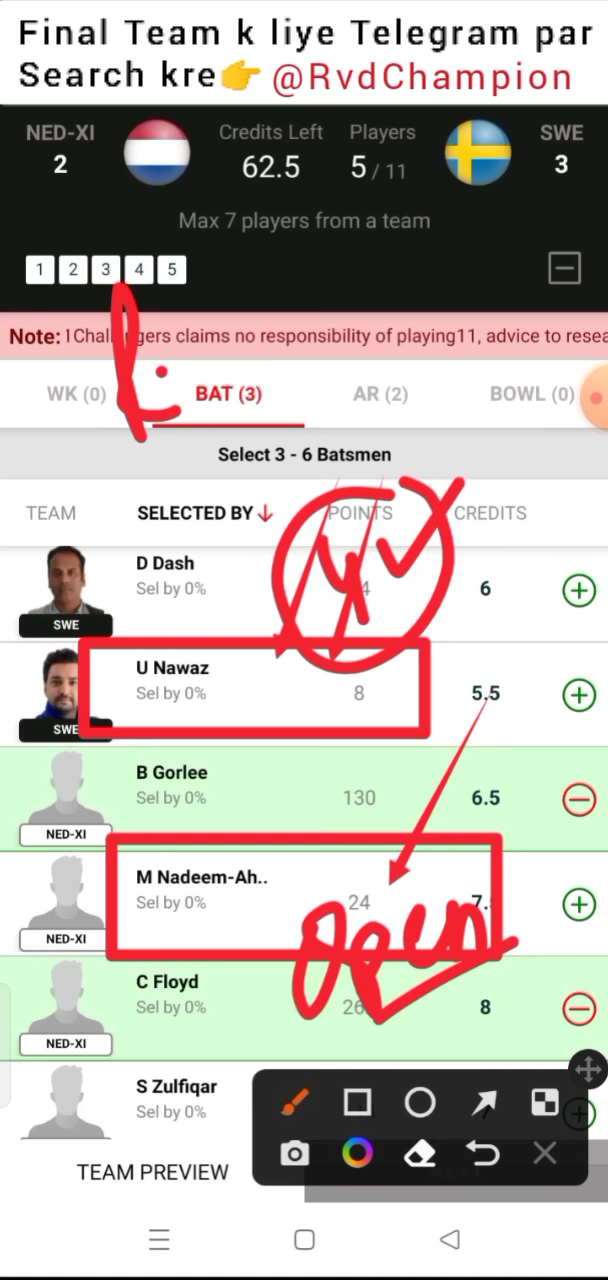 Final Team k liye Telegram par
Search kre👉 @RvdChampion
NED-XI Credits Left Players SWE
2 62.5 5 / 11 3
Max 7 players from a team
1 2 3 4 5
Note: 1Challengers claims no responsibility of playing11, advice to resea
WK (0) BAT (3) AR (2) BOWL (0)
Select 3 - 6 Batsmen
TEAM SELECTED BY POINTS CREDITS
D Dash
Sel by 0% 6
SWE
U Nawaz
Sel by 0% 8 5.5
SWE
B Gorlee
Sel by 0% 130 6.5
NED-XI
M Nadeem-Ah..
Sel by 0% 24
NED-XI
open
C Floyd
Sel by 0% 8
NED-XI
S Zulfiqar
Sel by 0%
TEAM PREVIEW